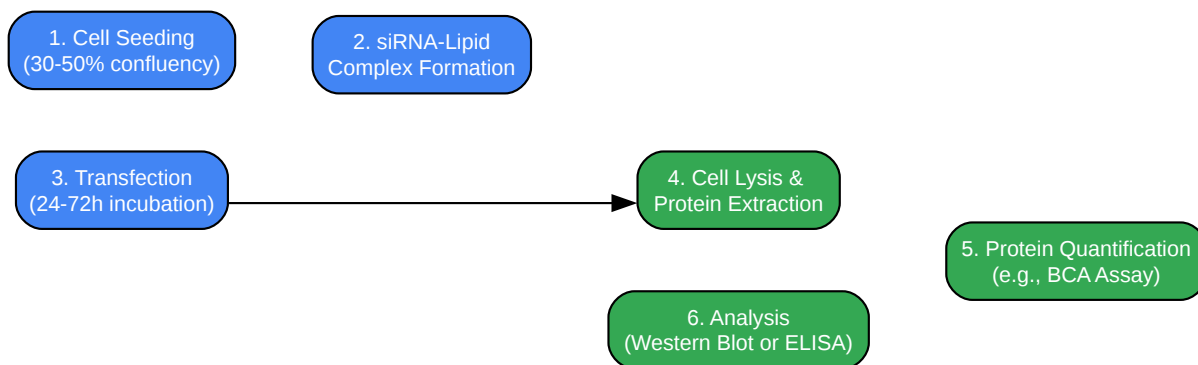 1. Cell Seeding
(30-50% confluency)
2. siRNA-Lipid
Complex Formation
3. Transfection
(24-72h incubation)
4. Cell Lysis &
Protein Extraction
5. Protein Quantification
(e.g., BCA Assay)
6. Analysis
(Western Blot or ELISA)